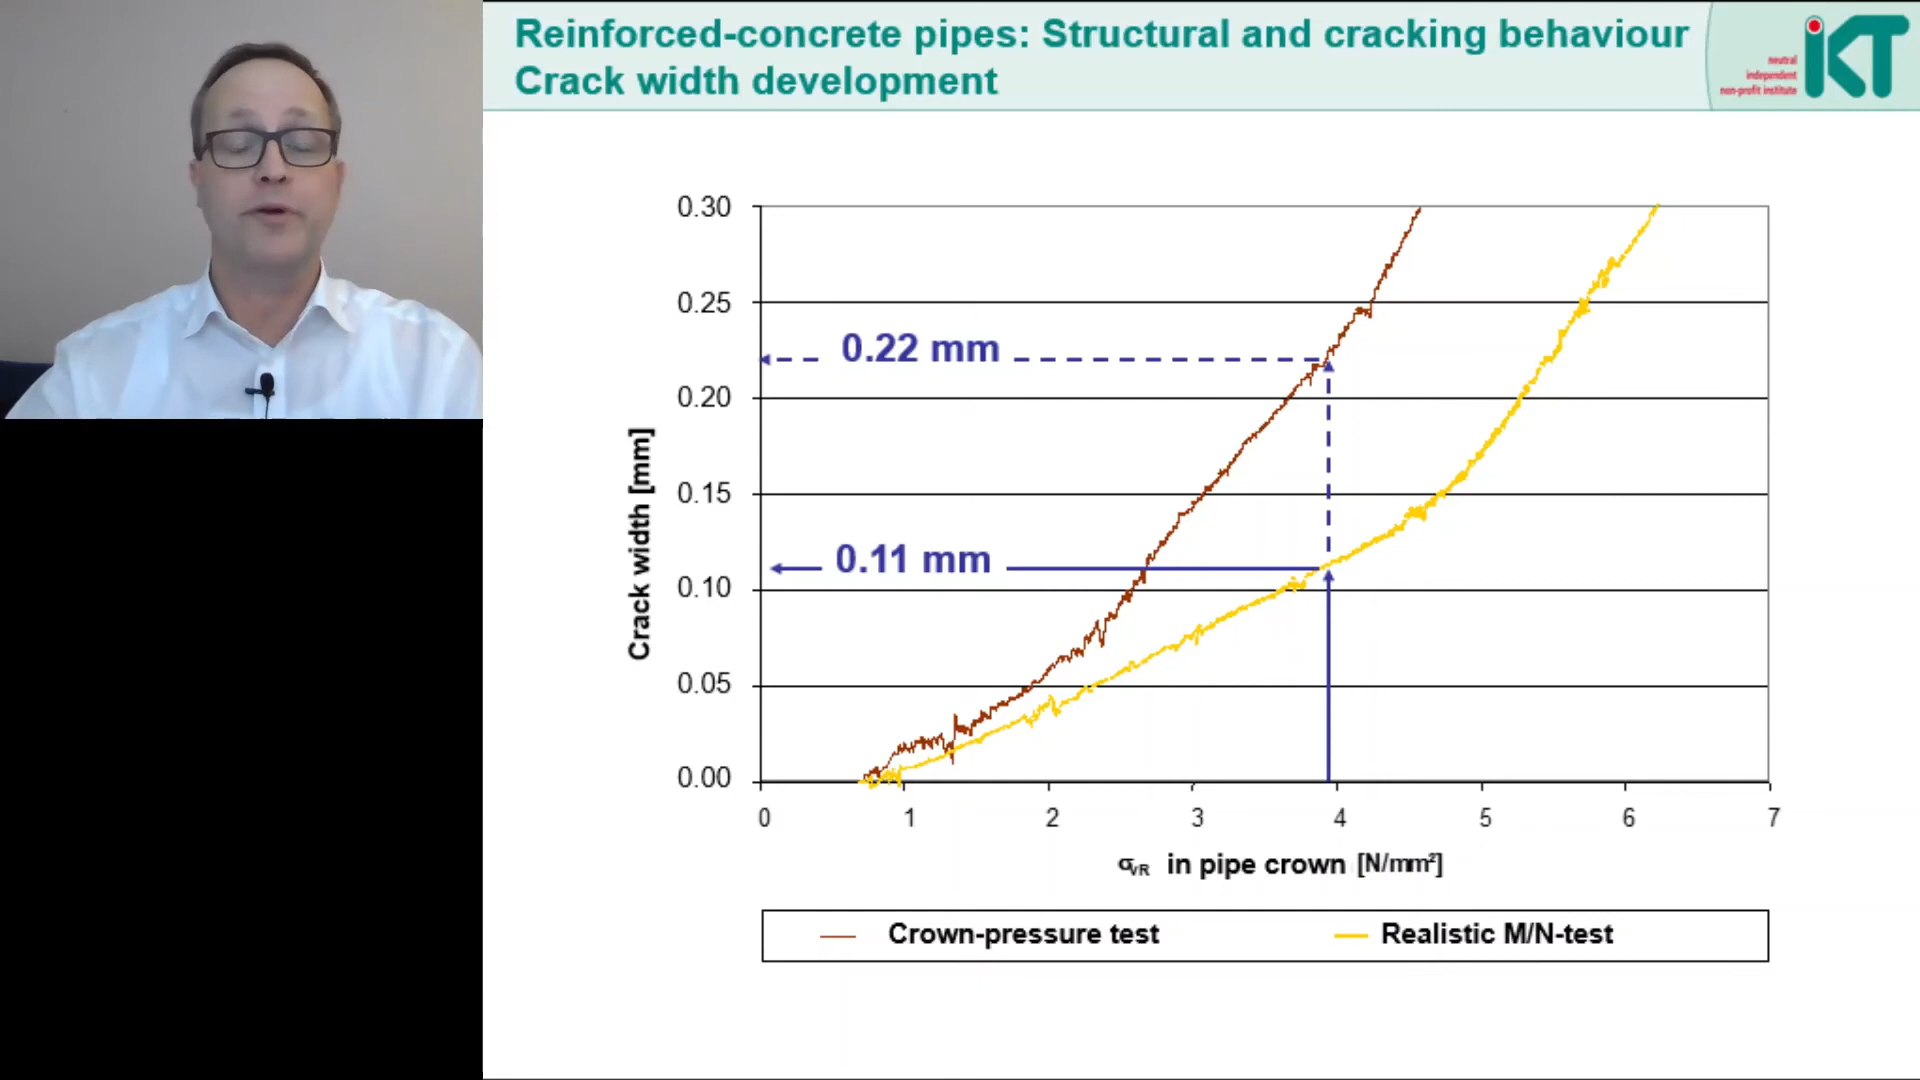 Reinforced-concrete pipes: Structural and cracking behaviour
Crack width development
neutral
independent
non-profit institute
iKT
0.30
0.25
0.20
0.15
0.10
0.05
0.00
Crack width [mm]
0.22 mm
0.11 mm
0 1 2 3 4 5 6 7
σvR in pipe crown [N/mm²]
Crown-pressure test
Realistic M/N-test